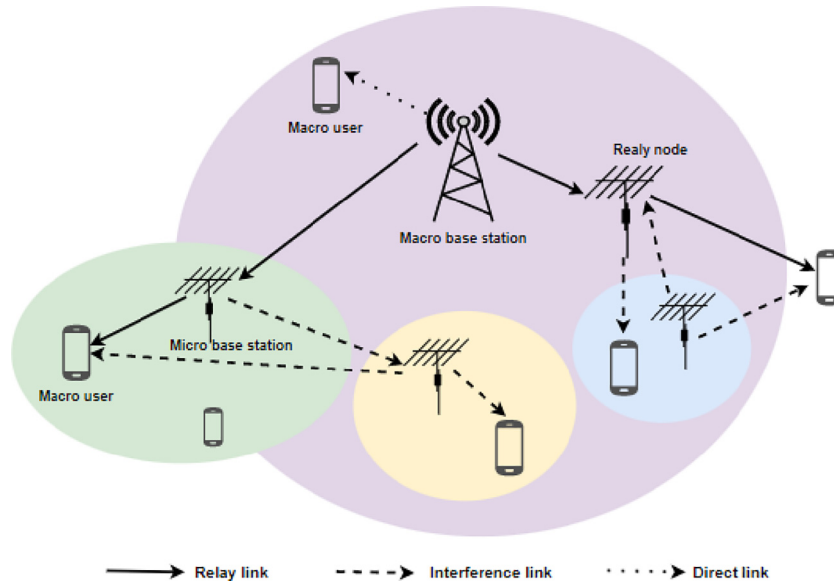 Macro user
Realy node
Macro base station
Micro base station
Macro user
Relay link
Interference link
Direct link